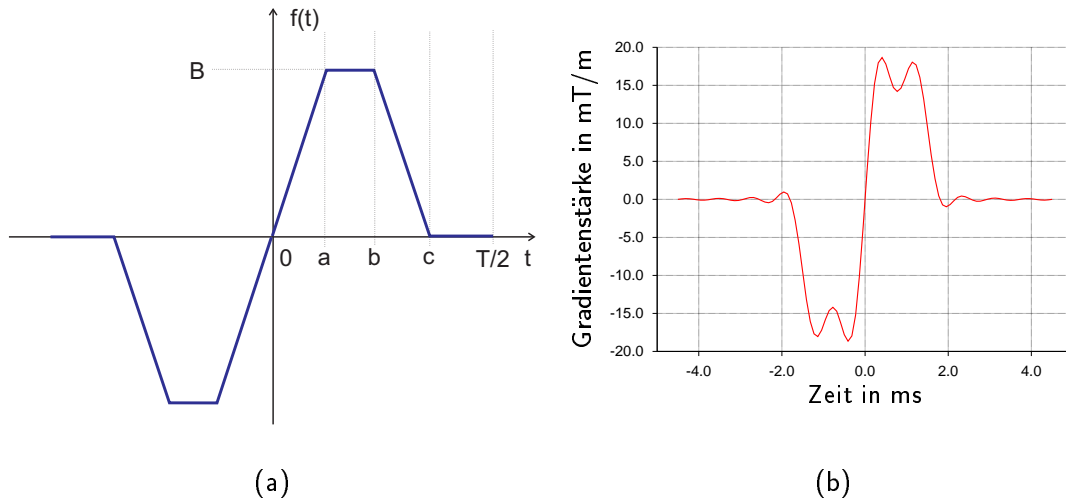 f(t)
B
0 a b c T/2 t
(a)
Gradientenstärke in mT/m
20.0
15.0
10.0
5.0
0.0
-5.0
-10.0
-15.0
-20.0
-4.0 -2.0 0.0 2.0 4.0
Zeit in ms
(b)